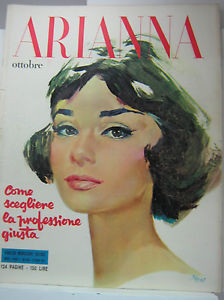 ARIANNA
ottobre
Come
scegliere
la professione
giusta
124 PAGINE - 150 LIRE